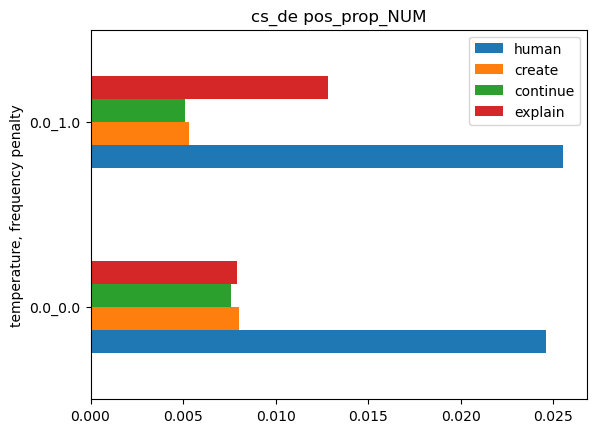 cs_de pos_prop_NUM
human
create
continue
explain
temperature, frequency penalty
0.0_1.0
0.0_0.0
0.000 0.005 0.010 0.015 0.020 0.025